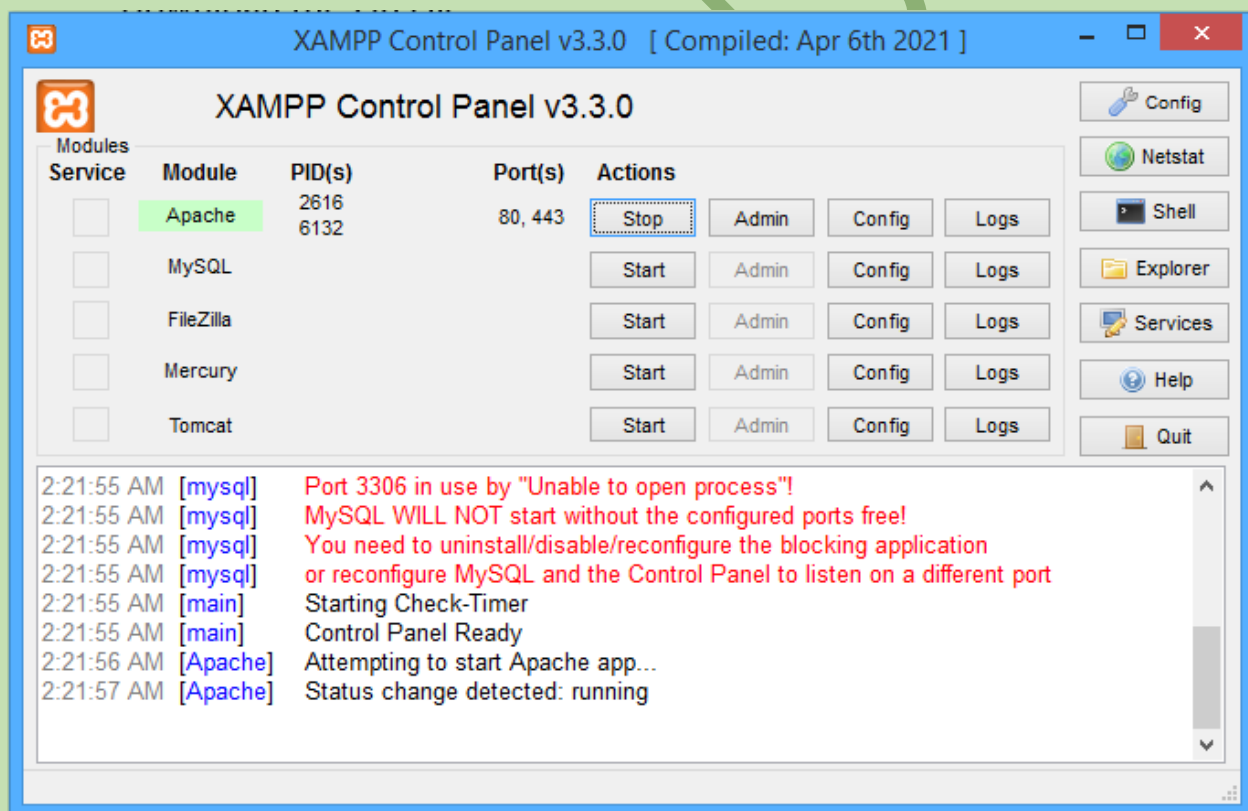 XAMPP Control Panel v3.3.0 [ Compiled: Apr 6th 2021 ]
XAMPP Control Panel v3.3.0
Config
Modules
Netstat
Service Module PID(s) Port(s) Actions
Apache 2616 6132 80, 443 Stop Admin Config Logs
Shell
MySQL Start Admin Config Logs
Explorer
FileZilla Start Admin Config Logs
Services
Mercury Start Admin Config Logs
Help
Tomcat Start Admin Config Logs
Quit
2:21:55 AM [mysql] Port 3306 in use by "Unable to open process"!
2:21:55 AM [mysql] MySQL WILL NOT start without the configured ports free!
2:21:55 AM [mysql] You need to uninstall/disable/reconfigure the blocking application
2:21:55 AM [mysql] or reconfigure MySQL and the Control Panel to listen on a different port
2:21:55 AM [main] Starting Check-Timer
2:21:55 AM [main] Control Panel Ready
2:21:56 AM [Apache] Attempting to start Apache app...
2:21:57 AM [Apache] Status change detected: running